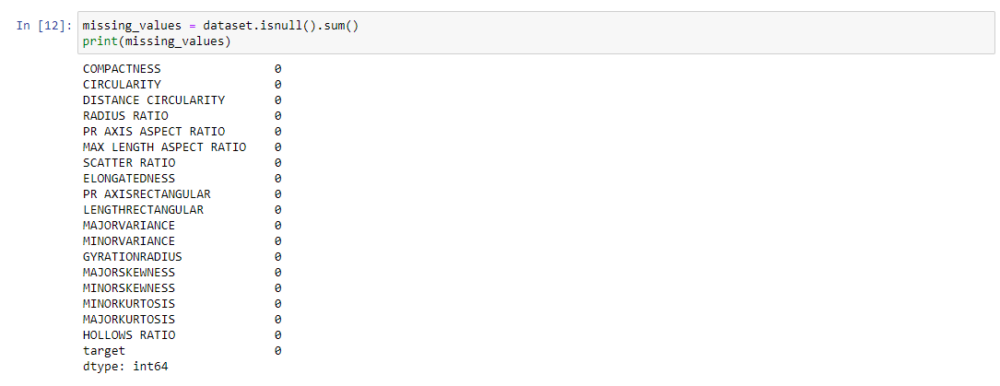 In [12]: missing_values = dataset.isnull().sum()
print(missing_values)
COMPACTNESS 0
CIRCULARITY 0
DISTANCE CIRCULARITY 0
RADIUS RATIO 0
PR AXIS ASPECT RATIO 0
MAX LENGTH ASPECT RATIO 0
SCATTER RATIO 0
ELONGATEDNESS 0
PR AXISRECTANGULAR 0
LENGTHRECTANGULAR 0
MAJORVARIANCE 0
MINORVARIANCE 0
GYRATIONRADIUS 0
MAJORSKEWNESS 0
MINORSKEWNESS 0
MINORKURTOSIS 0
MAJORKURTOSIS 0
HOLLOWS RATIO 0
target 0
dtype: int64